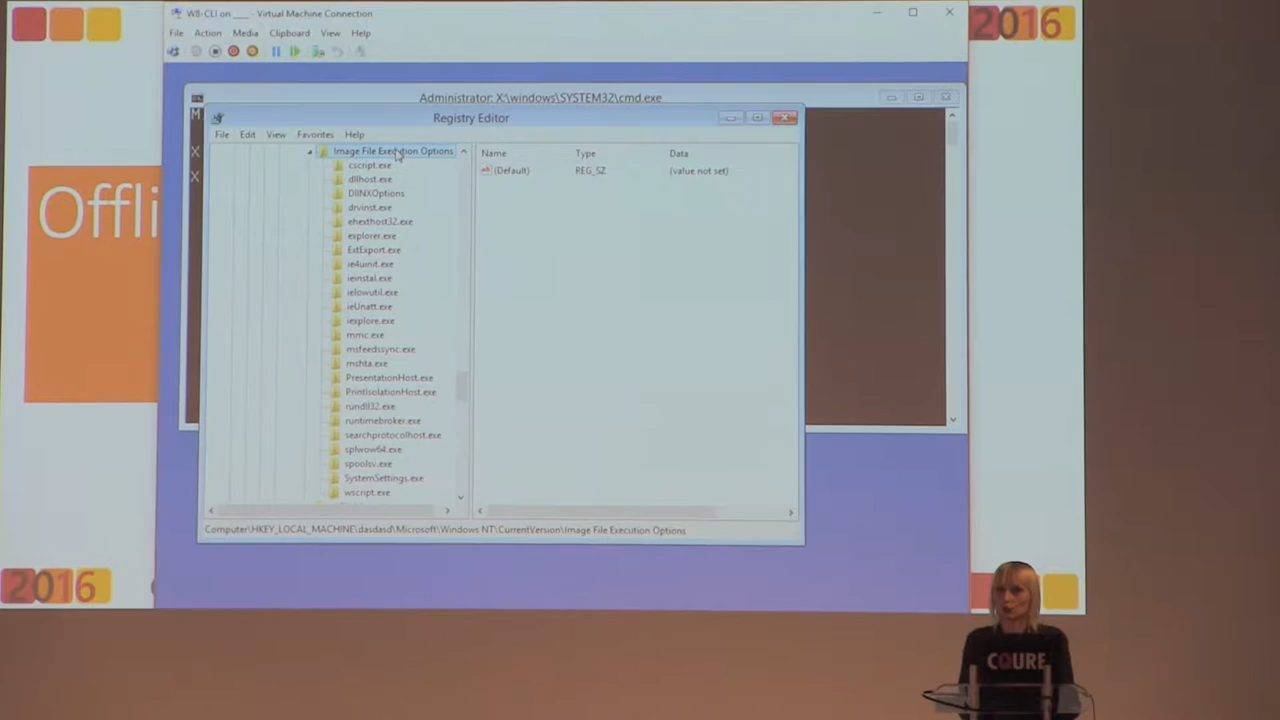 W8-CLI on ____ - Virtual Machine Connection
2016
File Action Media Clipboard View Help
Administrator: X:\windows\SYSTEM32\cmd.exe
M
X
X
Registry Editor
File Edit View Favorites Help
Image File Execution Options
cscript.exe
dllhost.exe
DllNXOptions
drvinst.exe
ehexthost32.exe
explorer.exe
ExtExport.exe
ie4uinit.exe
ieinstal.exe
ielowutil.exe
ieUnatt.exe
iexplore.exe
mmc.exe
msfeedssync.exe
mshta.exe
PresentationHost.exe
PrintIsolationHost.exe
rundll32.exe
runtimebroker.exe
searchprotocolhost.exe
splwow64.exe
spoolsv.exe
SystemSettings.exe
wscript.exe
Name Type Data
ab (Default) REG_SZ (value not set)
Computer\HKEY_LOCAL_MACHINE\dasdasd\Microsoft\Windows NT\CurrentVersion\Image File Execution Options
Offli
2016
CQURE